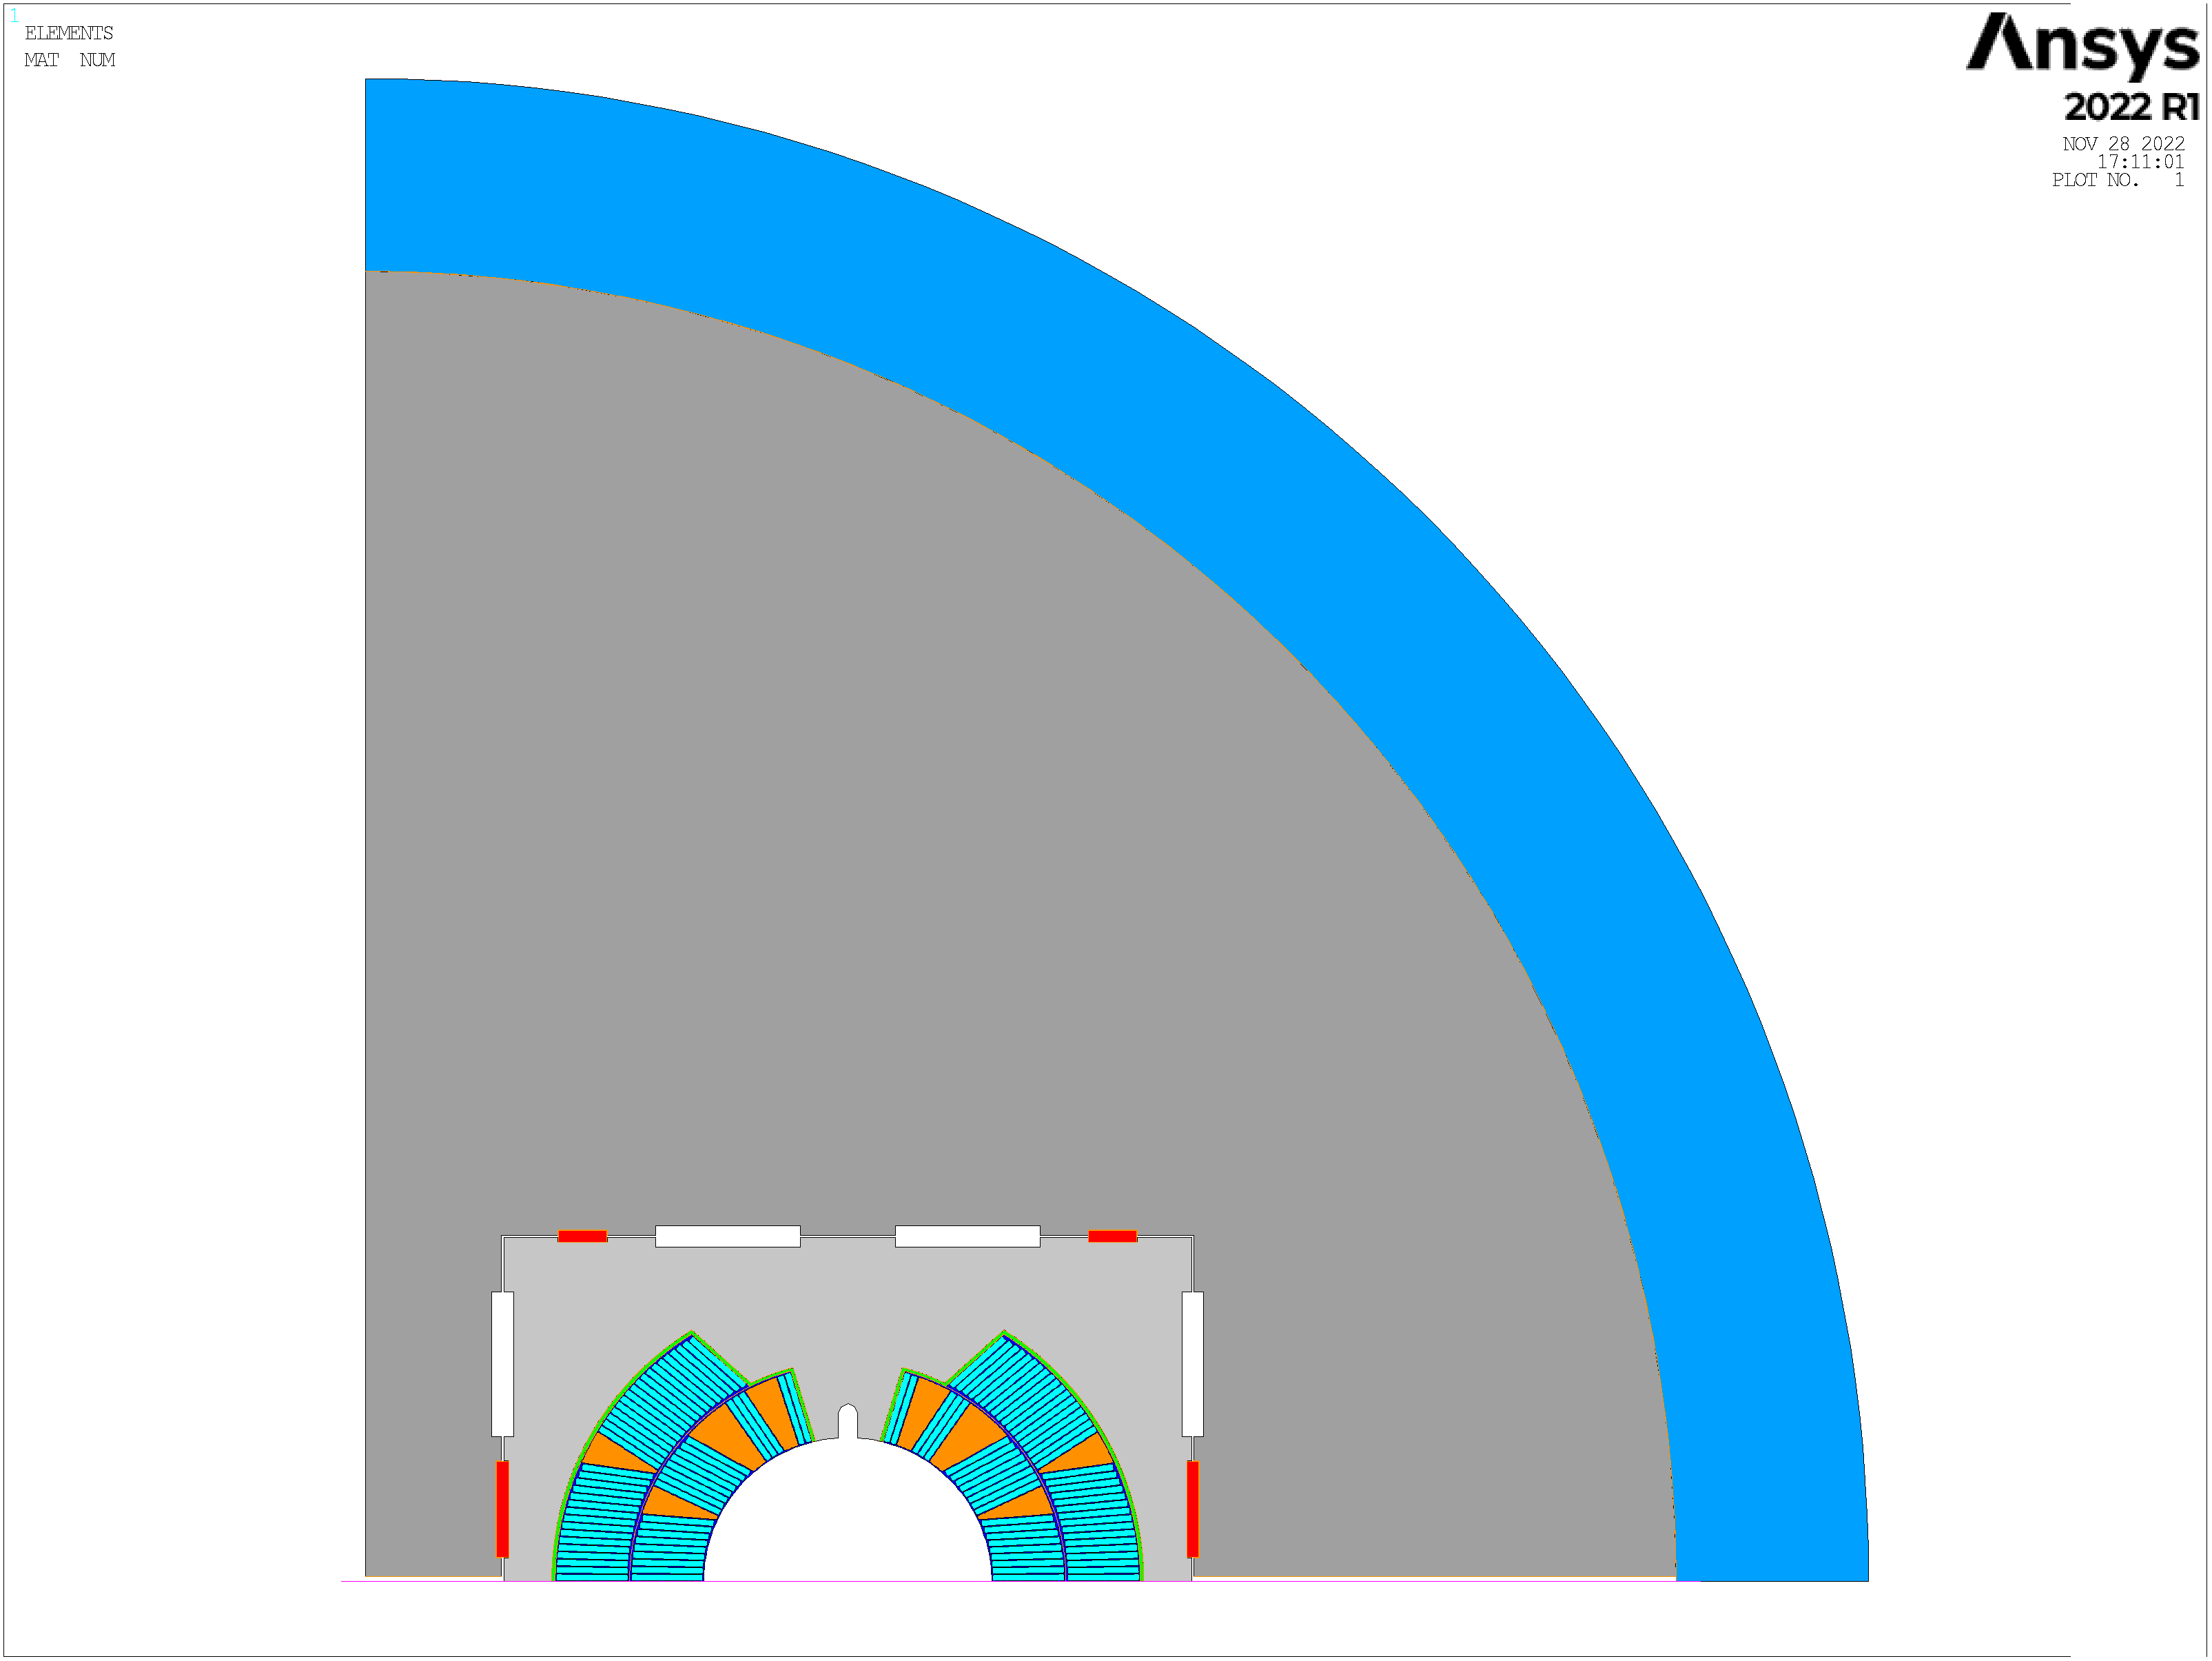 1
ELEMENTS
MAT NUM
Ansys
2022 R1
NOV 28 2022
17:11:01
PLOT NO. 1